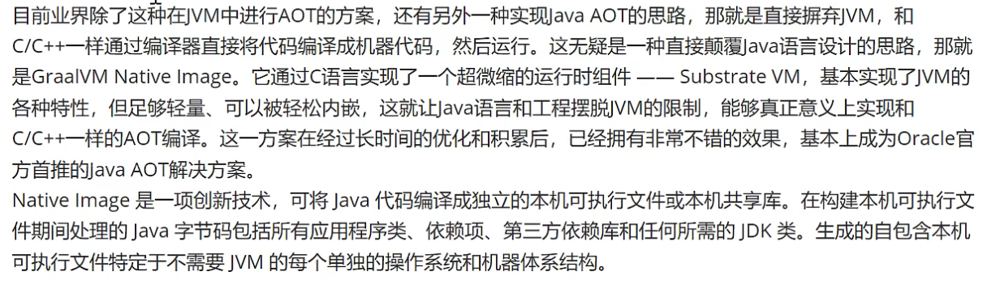 目前业界除了这种在JVM中进行AOT的方案，还有另外一种实现Java AOT的思路，那就是直接摒弃JVM，和
C/C++一样通过编译器直接将代码编译成机器代码，然后运行。这无疑是一种直接颠覆Java语言设计的思路，那就
是GraalVM Native Image。它通过C语言实现了一个超微缩的运行时组件 —— Substrate VM，基本实现了JVM的
各种特性，但足够轻量、可以被轻松内嵌，这就让Java语言和工程摆脱JVM的限制，能够真正意义上实现和
C/C++一样的AOT编译。这一方案在经过长时间的优化和积累后，已经拥有非常不错的效果，基本上成为Oracle官
方首推的Java AOT解决方案。
Native Image 是一项创新技术，可将 Java 代码编译成独立的本机可执行文件或本机共享库。在构建本机可执行文
件期间处理的 Java 字节码包括所有应用程序类、依赖项、第三方依赖库和任何所需的 JDK 类。生成的自包含本机
可执行文件特定于不需要 JVM 的每个单独的操作系统和机器体系结构。